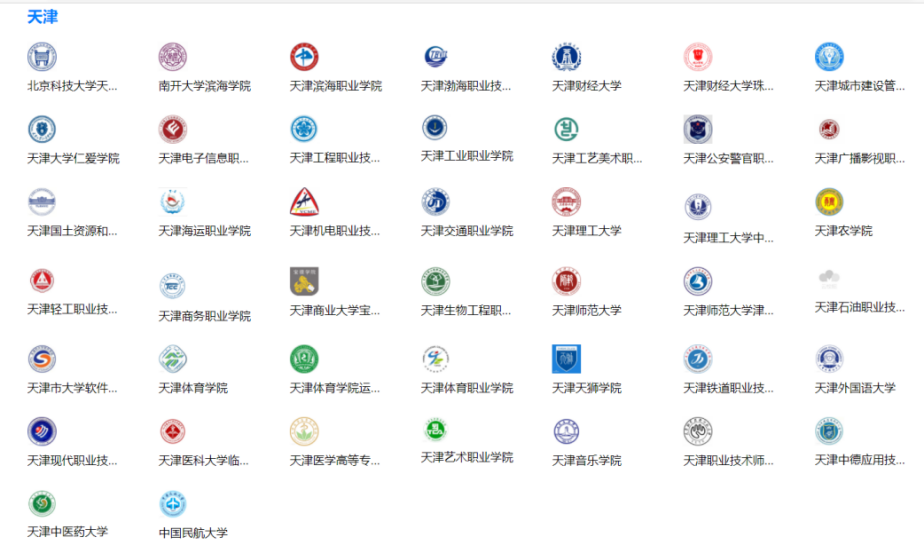 天津
北京科技大学天...
南开大学滨海学院
天津滨海职业学院
天津渤海职业技...
天津财经大学
天津财经大学珠...
天津城市建设管...
天津大学仁爱学院
天津电子信息职...
天津工程职业技...
天津工业职业学院
天津工艺美术职...
天津公安警官职...
天津广播影视职...
天津国土资源和...
天津海运职业学院
天津机电职业技...
天津交通职业学院
天津理工大学
天津理工大学中...
天津农学院
天津轻工职业技...
天津商务职业学院
天津商业大学宝...
天津生物工程职...
天津师范大学
天津师范大学津...
天津石油职业技...
天津市大学软件...
天津体育学院
天津体育学院运...
天津体育职业学院
天津天狮学院
天津铁道职业技...
天津外国语大学
天津现代职业技...
天津医科大学临...
天津医学高等专...
天津艺术职业学院
天津音乐学院
天津职业技术师...
天津中德应用技...
天津中医药大学
中国民航大学